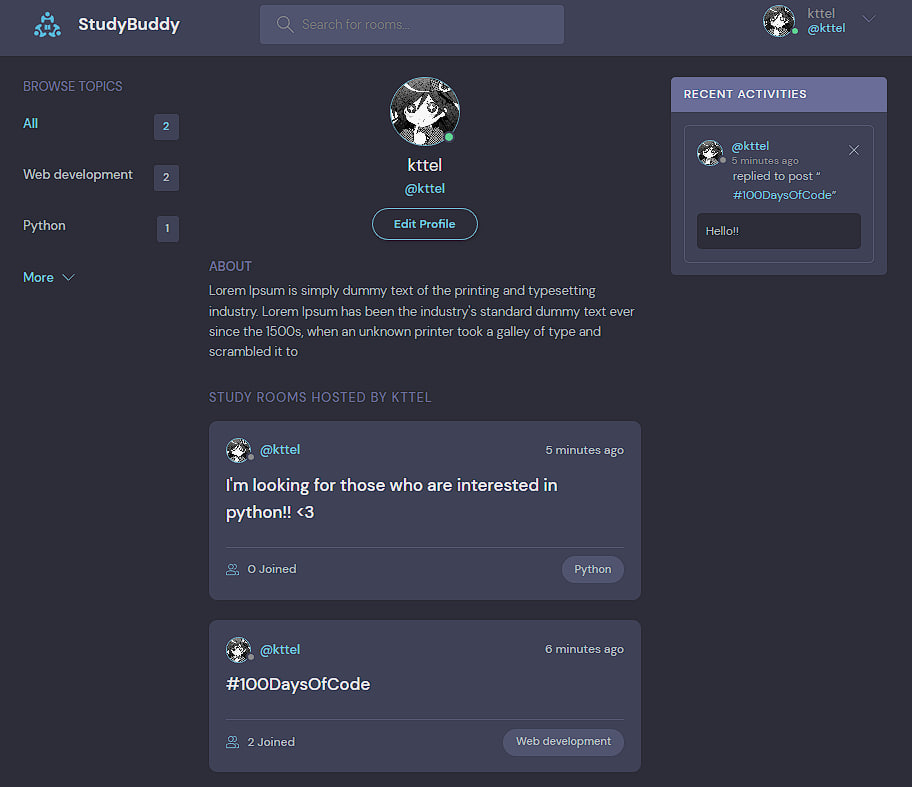 StudyBuddy
Search for rooms...
kttel
@kttel
BROWSE TOPICS
All
2
Web development
2
Python
1
More
kttel
@kttel
Edit Profile
ABOUT
Lorem Ipsum is simply dummy text of the printing and typesetting
industry. Lorem Ipsum has been the industry's standard dummy text ever
since the 1500s, when an unknown printer took a galley of type and
scrambled it to
STUDY ROOMS HOSTED BY KTTEL
@kttel
5 minutes ago
I'm looking for those who are interested in
python!! <3
0 Joined
Python
@kttel
6 minutes ago
#100DaysOfCode
2 Joined
Web development
RECENT ACTIVITIES
@kttel
5 minutes ago
replied to post “
#100DaysOfCode”
Hello!!